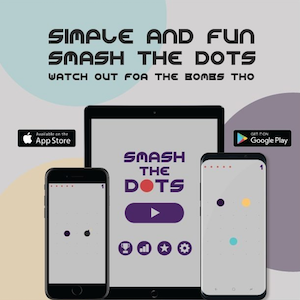 SIMPLE AND FUN
SMASH THE DOTS
WATCH OUT FOR THE BOMBS THO
Available on the
App Store
GET IT ON
Google Play
SMASH
THE
DOTS